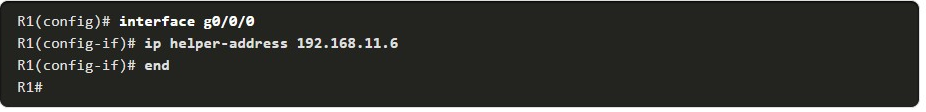 R1(config)# interface g0/0/0
R1(config-if)# ip helper-address 192.168.11.6
R1(config-if)# end
R1#